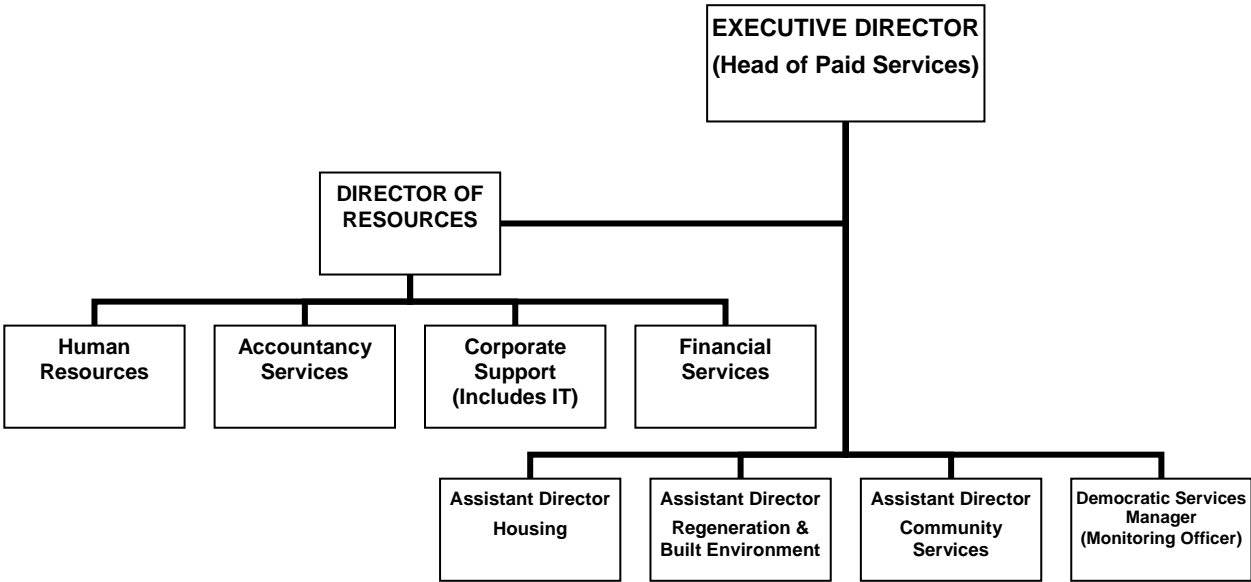 EXECUTIVE DIRECTOR
(Head of Paid Services)
DIRECTOR OF
RESOURCES
Human
Resources
Accountancy
Services
Corporate
Support
(Includes IT)
Financial
Services
Assistant Director
Housing
Assistant Director
Regeneration &
Built Environment
Assistant Director
Community
Services
Democratic Services
Manager
(Monitoring Officer)